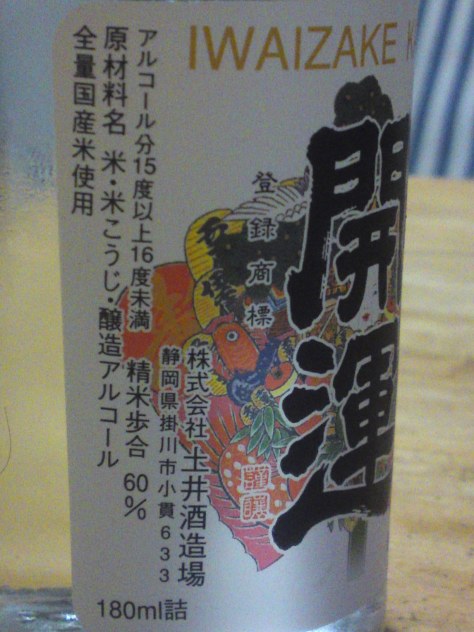 IWAIZAKE K
開運
登録商標
アルコール分15度以上16度未満 精米歩合 60%
原材料名 米・米こうじ・醸造アルコール
全量国産米使用
株式会社 土井酒造場
静岡県掛川市小貫633
謹醸
180ml詰